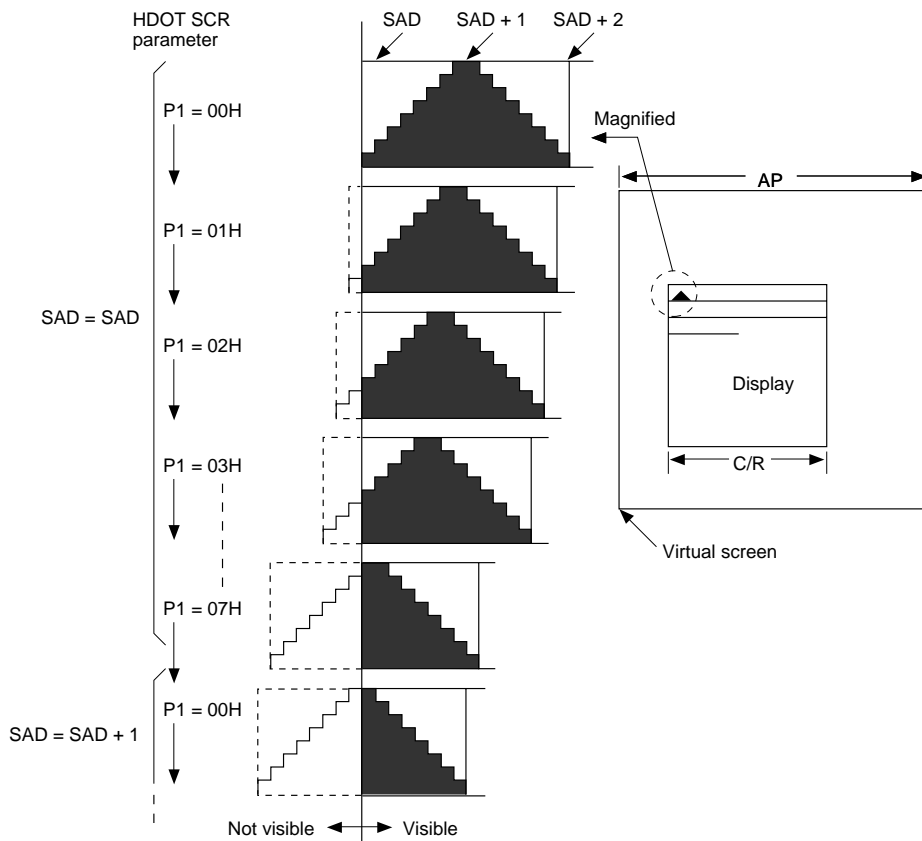 HDOT SCR
parameter
SAD
SAD + 1
SAD + 2
P1 = 00H
Magnified
AP
P1 = 01H
SAD = SAD
P1 = 02H
Display
P1 = 03H
C/R
Virtual screen
P1 = 07H
P1 = 00H
SAD = SAD + 1
Not visible
Visible